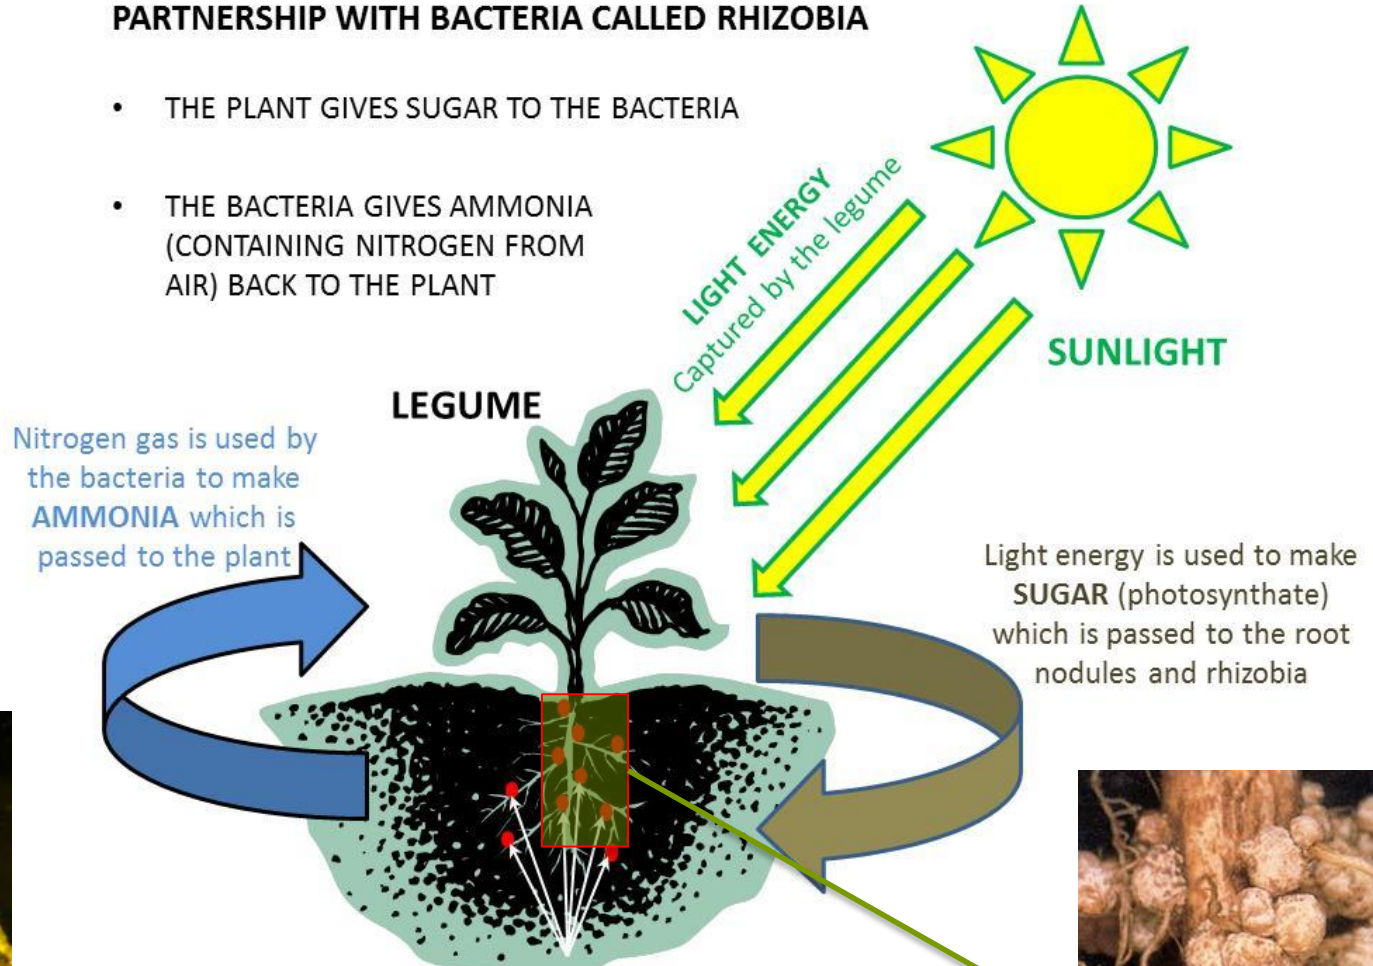 PARTNERSHIP WITH BACTERIA CALLED RHIZOBIA
• THE PLANT GIVES SUGAR TO THE BACTERIA
• THE BACTERIA GIVES AMMONIA
(CONTAINING NITROGEN FROM
AIR) BACK TO THE PLANT
LIGHT ENERGY
Captured by the legume
SUNLIGHT
LEGUME
Nitrogen gas is used by
the bacteria to make
AMMONIA which is
passed to the plant
Light energy is used to make
SUGAR (photosynthate)
which is passed to the root
nodules and rhizobia